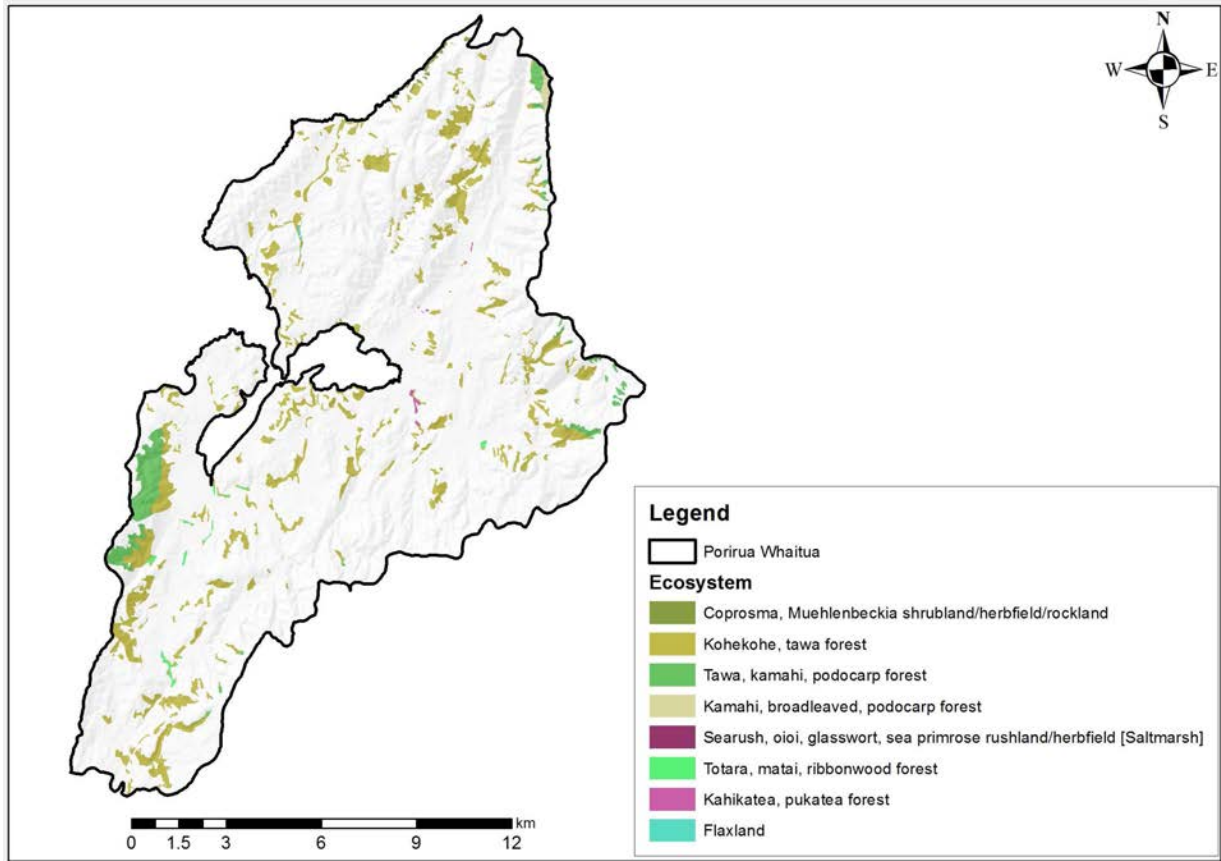 N
W E
S
Legend
Porirua Whaitua
Ecosystem
Coprosma, Muehlenbeckia shrubland/herbfield/rockland
Kohekohe, tawa forest
Tawa, kamahi, podocarp forest
Kamahi, broadleaved, podocarp forest
Searush, oioi, glasswort, sea primrose rushland/herbfield [Saltmarsh]
Totara, matai, ribbonwood forest
Kahikatea, pukatea forest
Flaxland
km
0 1.5 3 6 9 12